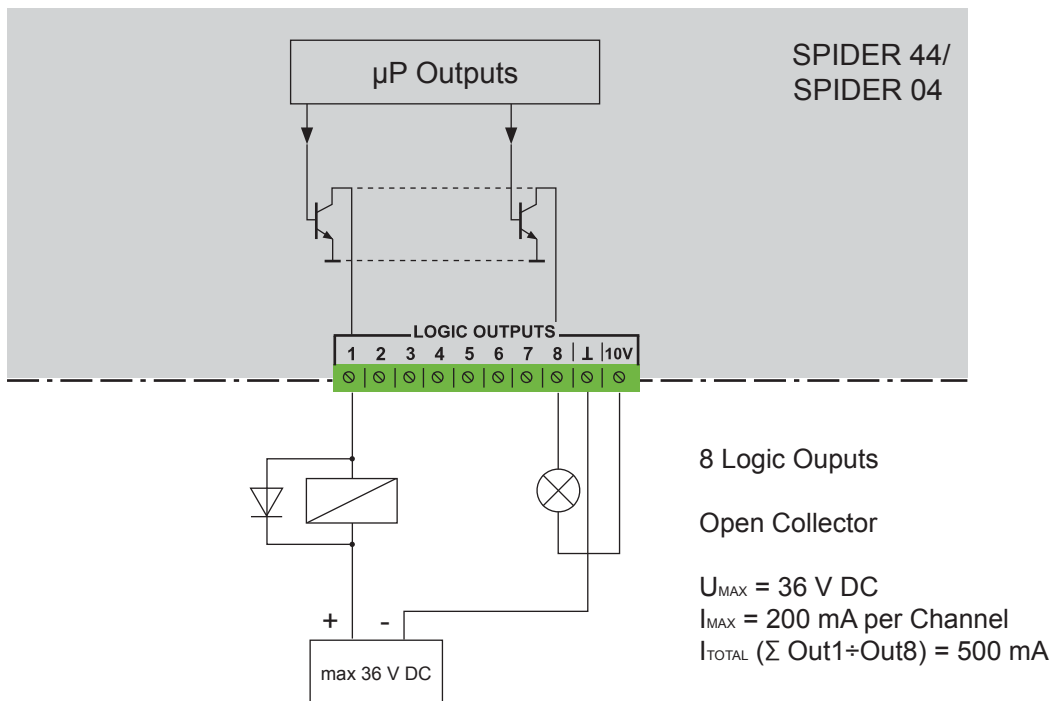 µP Outputs
SPIDER 44/
SPIDER 04
LOGIC OUTPUTS
1 2 3 4 5 6 7 8 ⊥ 10V
8 Logic Ouputs
Open Collector
+ -
UMAX = 36 V DC
IMAX = 200 mA per Channel
ITOTAL (Σ Out1÷Out8) = 500 mA
max 36 V DC